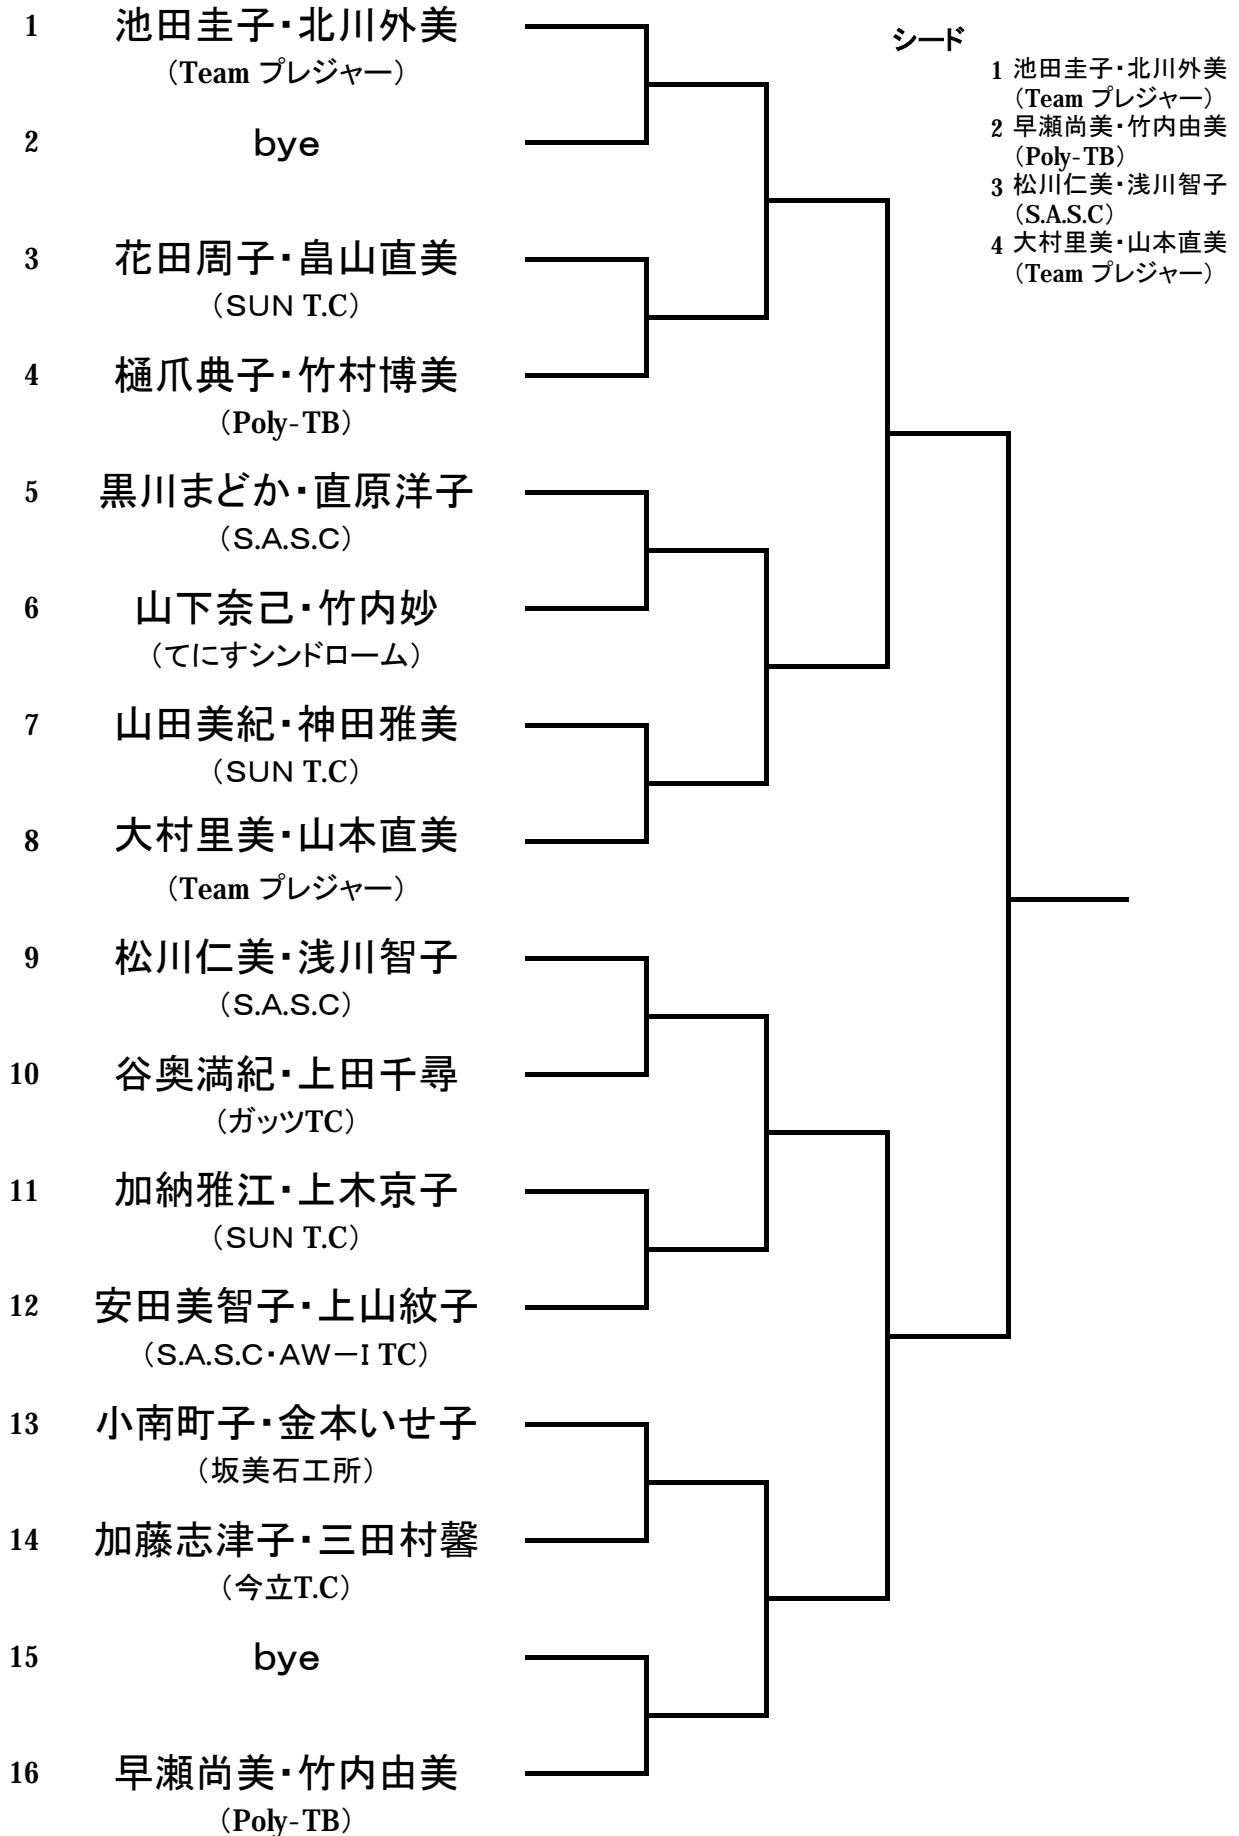 1 池田圭子・北川外美
（Team プレジャー）
2 bye
3 花田周子・畠山直美
（SUN T.C）
4 樋爪典子・竹村博美
（Poly-TB）
5 黒川まどか・直原洋子
（S.A.S.C）
6 山下奈己・竹内妙
（てにすシンドローム）
7 山田美紀・神田雅美
（SUN T.C）
8 大村里美・山本直美
（Team プレジャー）
9 松川仁美・浅川智子
（S.A.S.C）
10 谷奥満紀・上田千尋
（ガッツTC）
11 加納雅江・上木京子
（SUN T.C）
12 安田美智子・上山紋子
（S.A.S.C・AW－I TC）
13 小南町子・金本いせ子
（坂美石工所）
14 加藤志津子・三田村馨
（今立T.C）
15 bye
16 早瀬尚美・竹内由美
（Poly-TB）
シード
1 池田圭子・北川外美
（Team プレジャー）
2 早瀬尚美・竹内由美
（Poly-TB）
3 松川仁美・浅川智子
（S.A.S.C）
4 大村里美・山本直美
（Team プレジャー）